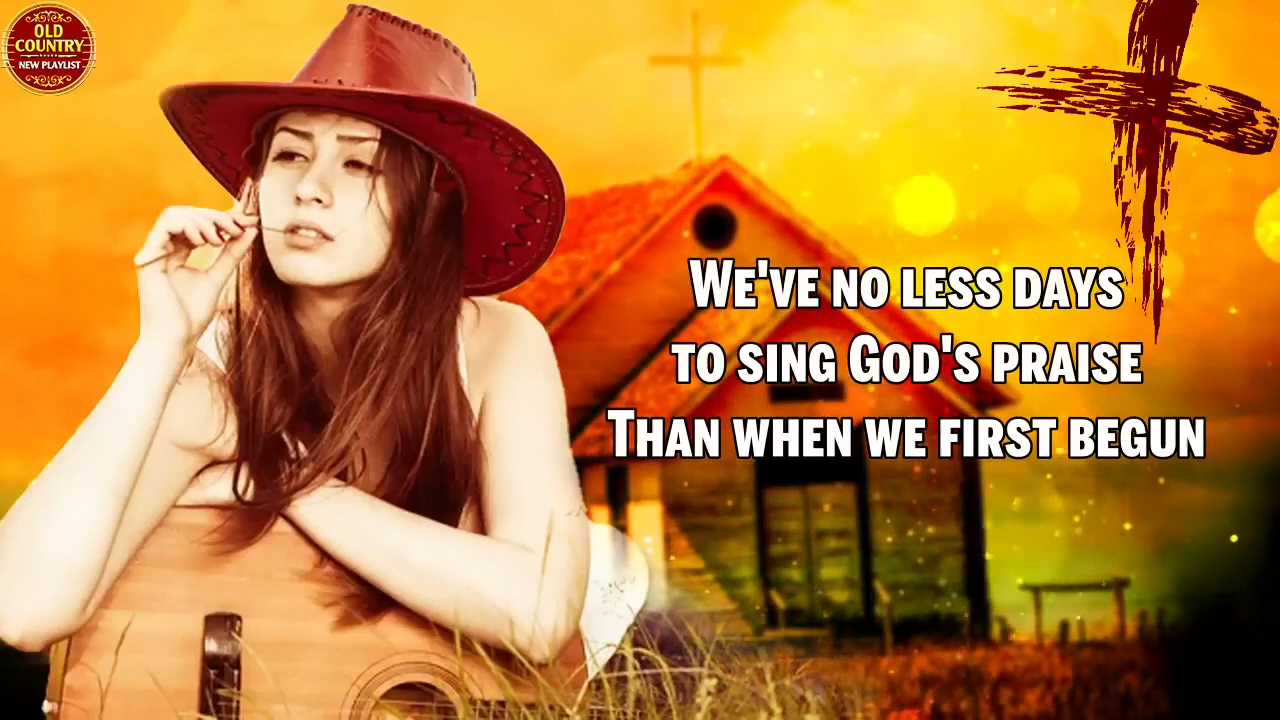 OLD
COUNTRY
NEW PLAYLIST
We've no less days
to sing God's praise
Than when we first begun